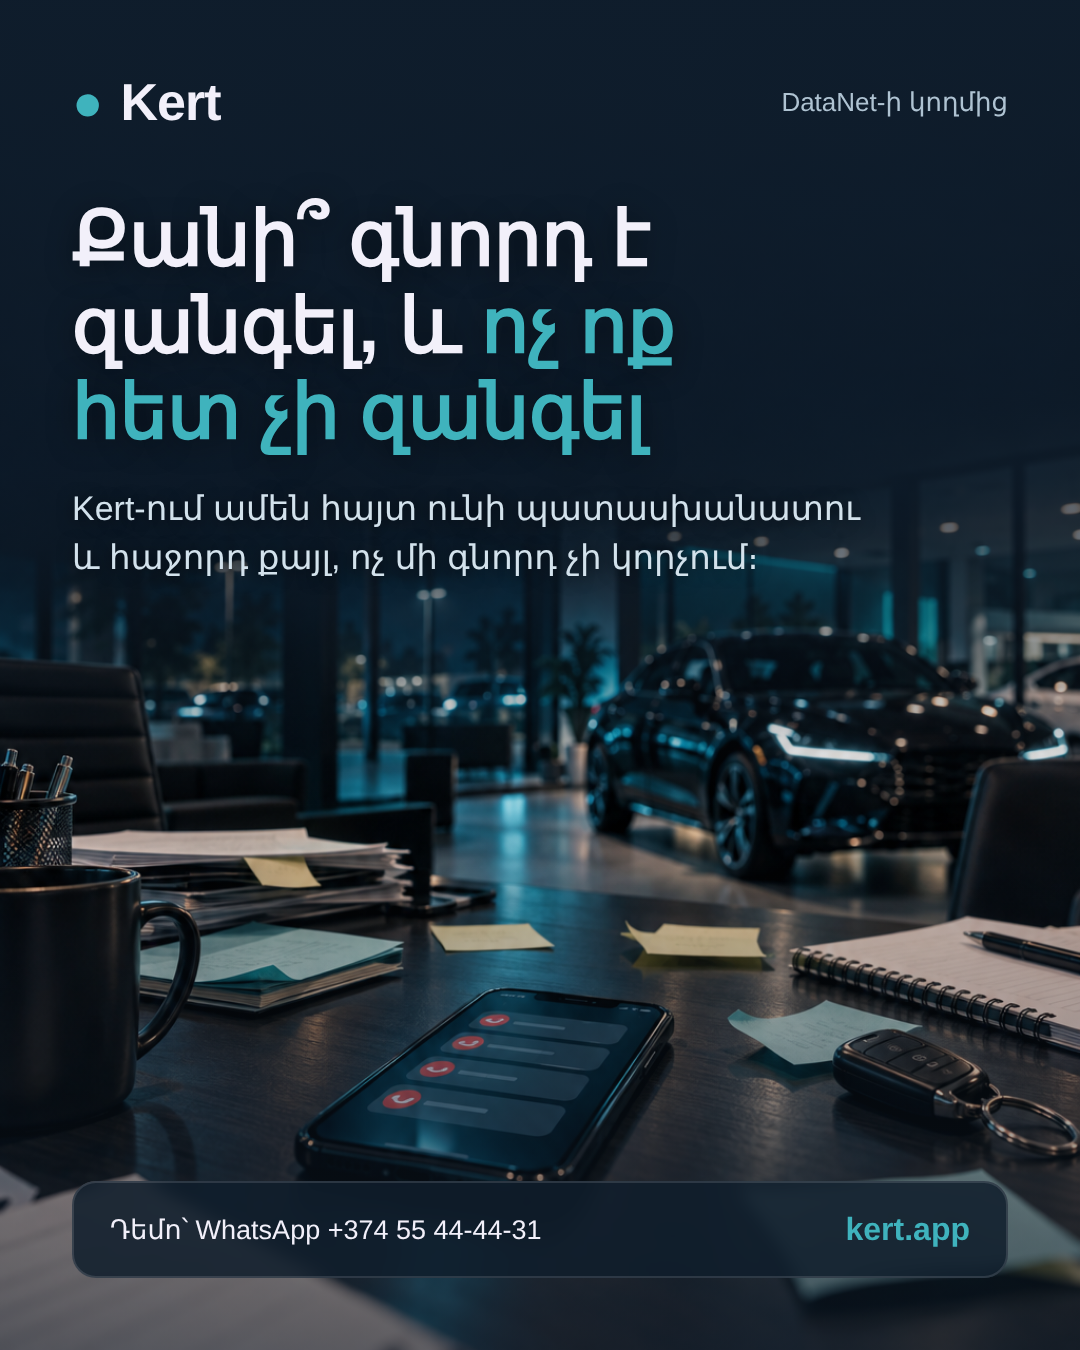 Kert
DataNet-ի կողմից
Քանի՞ գնորդ է
զանգել, և ոչ ոք
հետ չի զանգել
Kert-ում ամեն հայտ ունի պատասխանատու
և հաջորդ քայլ, ոչ մի գնորդ չի կորչում։
Դեմո՝ WhatsApp +374 55 44-44-31
kert.app